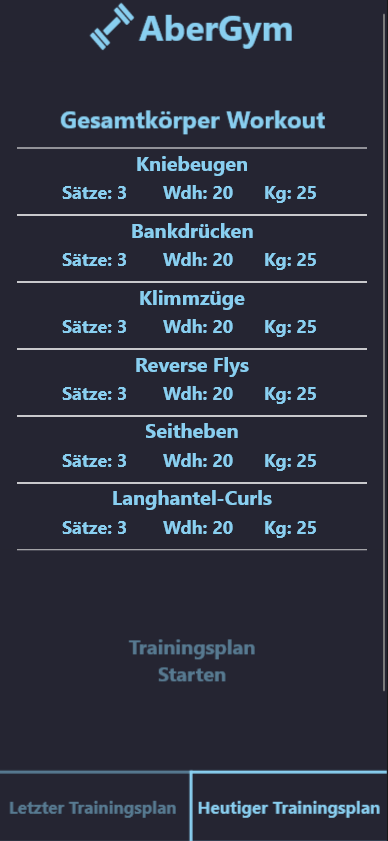 AberGym
Gesamtkörper Workout
Kniebeugen
Sätze: 3 Wdh: 20 Kg: 25
Bankdrücken
Sätze: 3 Wdh: 20 Kg: 25
Klimmzüge
Sätze: 3 Wdh: 20 Kg: 25
Reverse Flys
Sätze: 3 Wdh: 20 Kg: 25
Seitheben
Sätze: 3 Wdh: 20 Kg: 25
Langhantel-Curls
Sätze: 3 Wdh: 20 Kg: 25
Trainingsplan
Starten
Letzter Trainingsplan Heutiger Trainingsplan